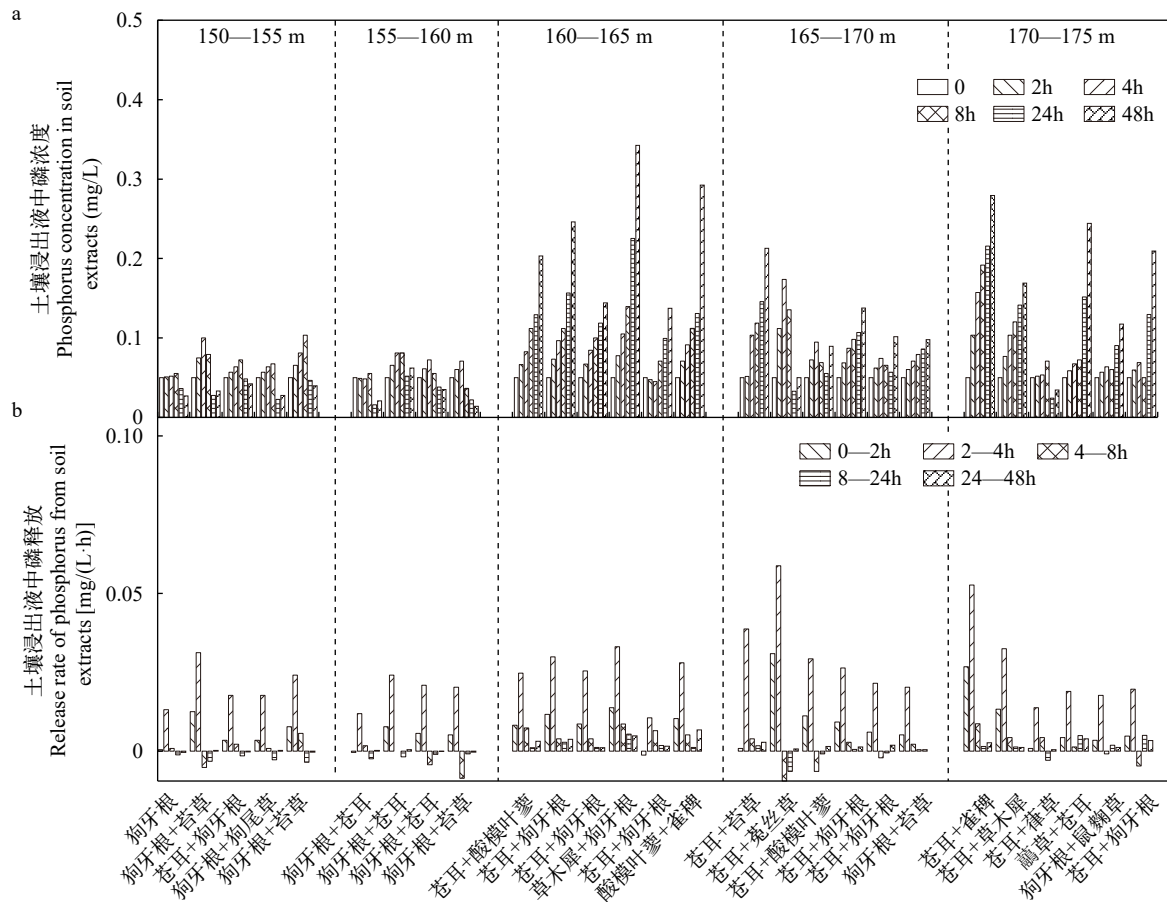 a
0.5
150—155 m
155—160 m
160—165 m
165—170 m
170—175 m
0
2h
4h
8h
24h
48h
0.4
0.3
0.2
0.1
0
土壤浸出液中磷浓度
Phosphorus concentration in soil
extracts (mg/L)
b
0.10
0—2h
2—4h
4—8h
8—24h
24—48h
0.05
0
土壤浸出液中磷释放
Release rate of phosphorus from soil
extracts [mg/(L·h)]
狗牙根
狗牙根+苔草
苍耳+狗牙根
狗牙根+狗尾草
狗牙根+苔草
狗牙根+苍耳
狗牙根+苍耳
狗牙根+苍耳
狗牙根+苔草
苍耳+酸模叶蓼
苍耳+狗牙根
苍耳+狗牙根
草木犀+狗牙根
苍耳+狗牙根
酸模叶蓼+雀稗
苍耳+苔草
苍耳+菟丝草
苍耳+酸模叶蓼
苍耳+狗牙根
苍耳+狗牙根
狗牙根+苔草
苍耳+雀稗
苍耳+草木犀
苍耳+葎草
藨草+苍耳
狗牙根+鼠麴草
苍耳+狗牙根